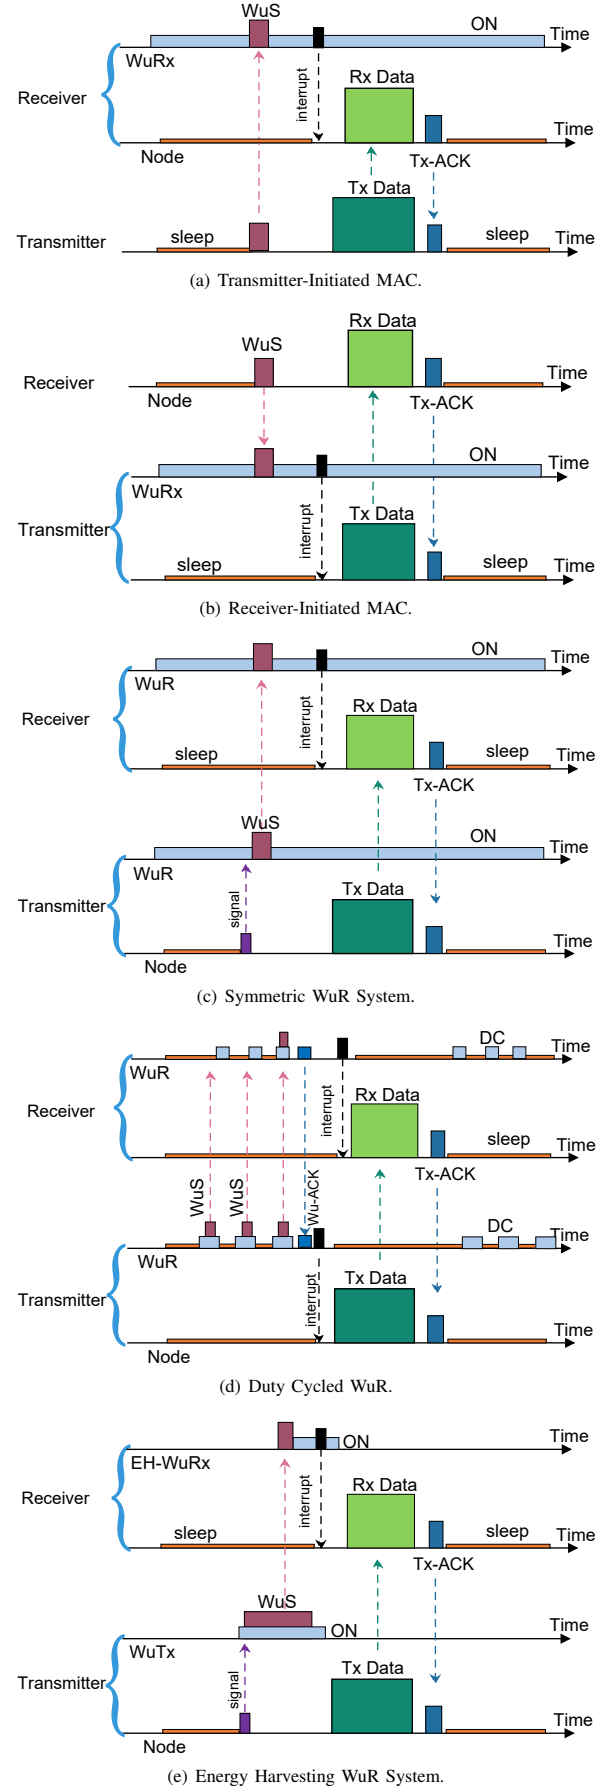 WuS
ON
Time
WuRx
interrupt
Rx Data
Receiver
Time
Node
Tx-ACK
Tx Data
sleep
sleep
Transmitter
Time
(a) Transmitter-Initiated MAC.
Rx Data
WuS
Receiver
Time
Node
Tx-ACK
ON
Time
WuRx
Tx Data
Transmitter
interrupt
sleep
sleep
Time
(b) Receiver-Initiated MAC.
ON
Time
WuR
interrupt
Rx Data
Receiver
sleep
sleep
Time
Tx-ACK
WuS
ON
Time
WuR
Tx Data
Transmitter
signal
Time
Node
(c) Symmetric WuR System.
DC
Time
WuR
interrupt
Rx Data
Receiver
sleep
Time
Tx-ACK
WuS
WuS
Wu-ACK
DC
Time
WuR
Tx Data
Transmitter
interrupt
Time
Node
(d) Duty Cycled WuR.
Time
ON
EH-WuRx
interrupt
Rx Data
Receiver
sleep
sleep
Time
Tx-ACK
WuS
ON
Time
WuTx
Tx Data
Transmitter
signal
Time
Node
(e) Energy Harvesting WuR System.